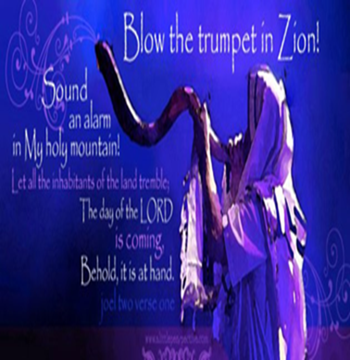 Blow the trumpet in Zion!
Sound
an alarm
in My holy mountain!
Let all the inhabitants of the land tremble;
The day of the LORD
is coming,
Behold, it is at hand.
joel two verse one